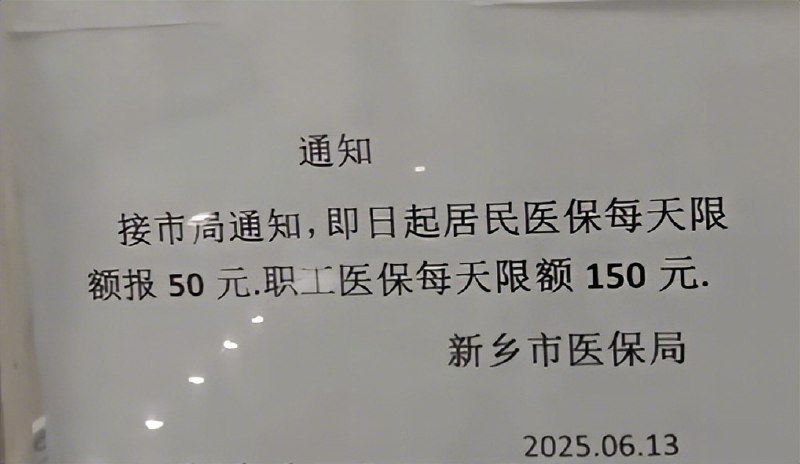 通知
接市局通知,即日起居民医保每天限
额报 50 元.职工医保每天限额 150 元.
新乡市医保局
2025.06.13